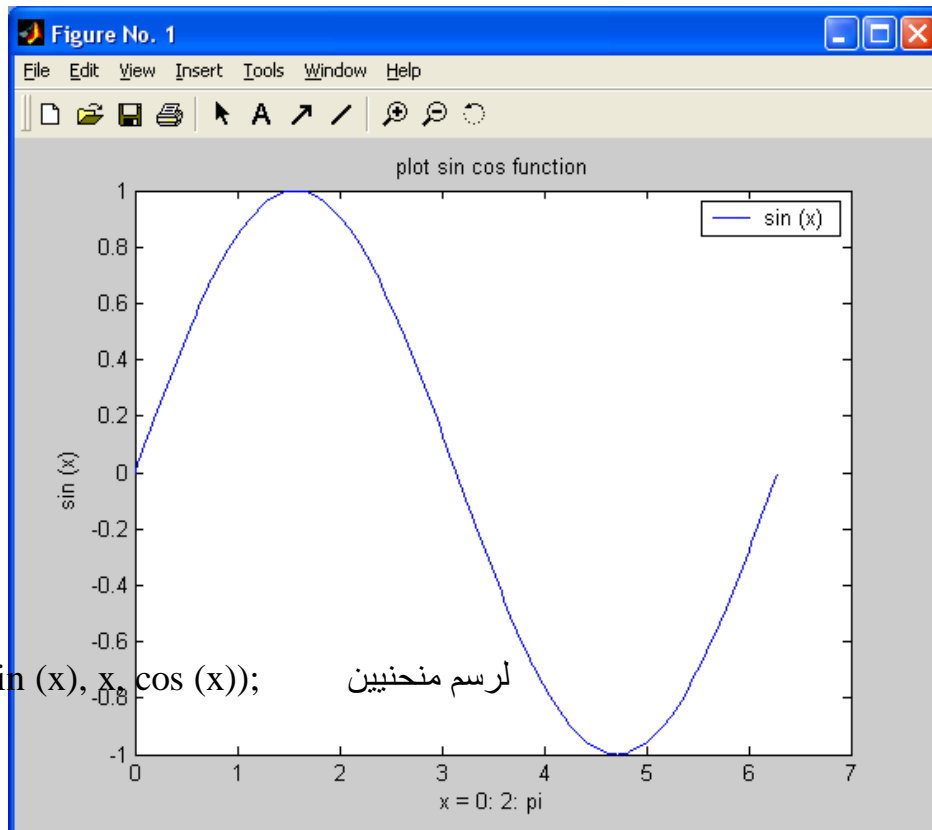 Figure No. 1
File Edit View Insert Tools Window Help
A
plot sin cos function
sin (x)
1
0.8
0.6
0.4
0.2
0
-0.2
-0.4
-0.6
-0.8
-1
sin (x)
in (x), x, cos (x)); لرسم منحنيين
0 1 2 3 4 5 6 7
x = 0: 2: pi